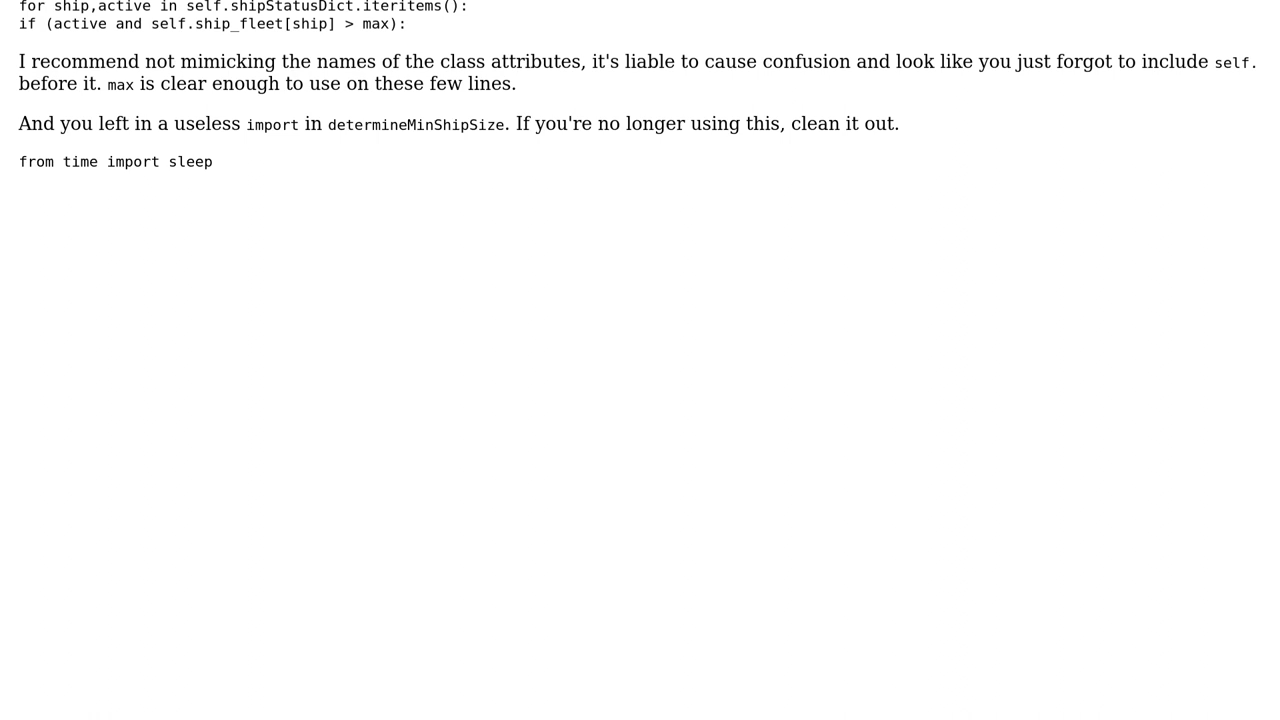 for ship,active in self.shipStatusDict.iteritems():
if (active and self.ship_fleet[ship] > max):
I recommend not mimicking the names of the class attributes, it's liable to cause confusion and look like you just forgot to include self.
before it. max is clear enough to use on these few lines.
And you left in a useless import in determineMinShipSize. If you're no longer using this, clean it out.
from time import sleep